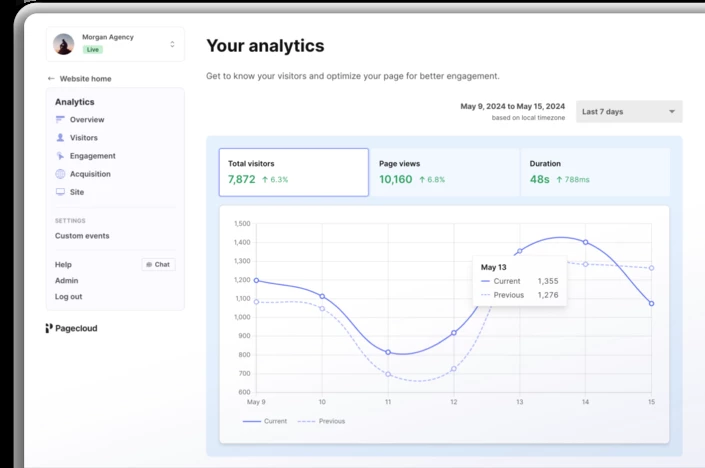 Morgan Agency
Live
← Website home
Analytics
Overview
Visitors
Engagement
Acquisition
Site
SETTINGS
Custom events
Help
Chat
Admin
Log out
Pagecloud
Your analytics
Get to know your visitors and optimize your page for better engagement.
May 9, 2024 to May 15, 2024
based on local timezone
Last 7 days
Total visitors
7,872 ↑ 6.3%
Page views
10,160 ↑ 6.8%
Duration
48s ↑ 788ms
1,500
1,400
1,300
1,200
1,100
1,000
900
800
700
600
May 13
Current 1,355
Previous 1,276
May 9 10 11 12 13 14 15
Current Previous